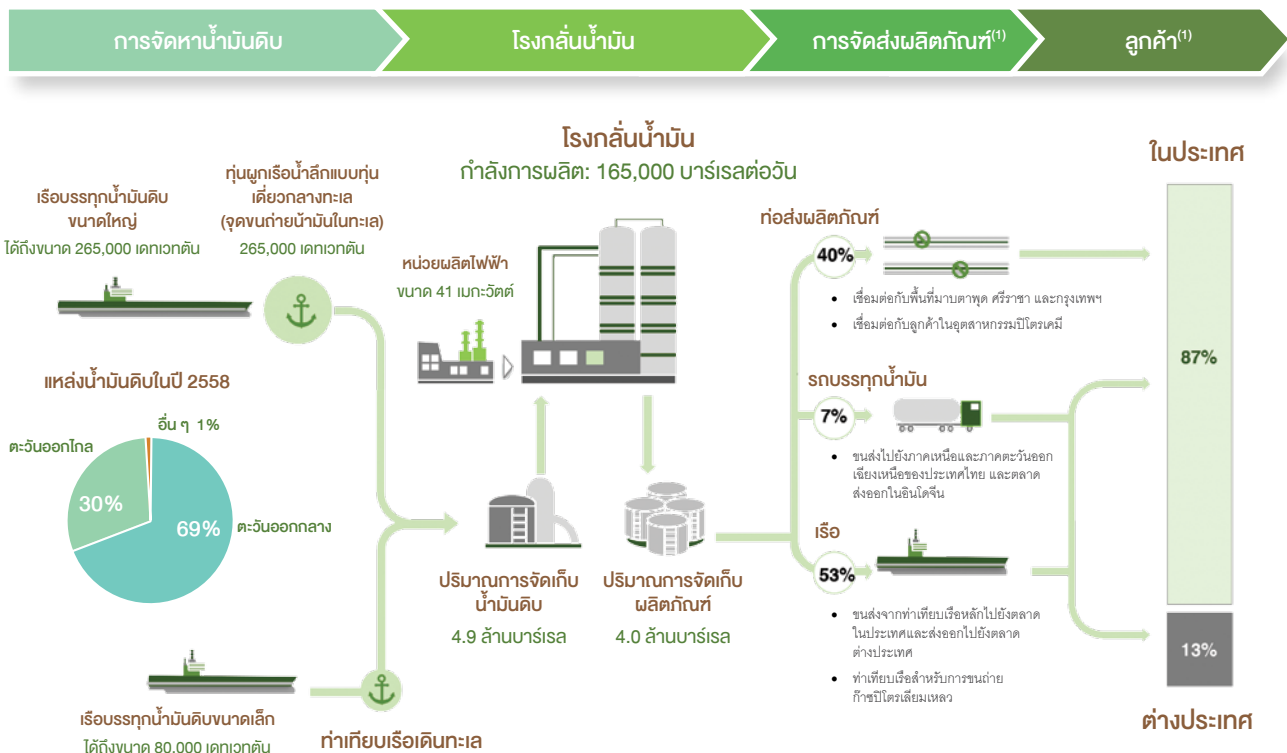 การจัดหาน้ำมันดิบ
โรงกลั่นน้ำมัน
การจัดส่งผลิตภัณฑ์(1)
ลูกค้า(1)
เรือบรรทุกน้ำมันดิบ
ขนาดใหญ่
ได้ถึงขนาด 265,000 เดทเวทตัน
ทุ่นผูกเรือน้ำลึกแบบทุ่น
เดี่ยวกลางทะเล
(จุดขนถ่ายน้ำมันในทะเล)
265,000 เดทเวทตัน
แหล่งน้ำมันดิบในปี 2558
อื่น ๆ 1%
ตะวันออกไกล
30%
69%
ตะวันออกกลาง
เรือบรรทุกน้ำมันดิบขนาดเล็ก
ได้ถึงขนาด 80,000 เดทเวทตัน
ท่าเทียบเรือเดินทะเล
โรงกลั่นน้ำมัน
กำลังการผลิต: 165,000 บาร์เรลต่อวัน
หน่วยผลิตไฟฟ้า
ขนาด 41 เมกะวัตต์
ปริมาณการจัดเก็บ
น้ำมันดิบ
4.9 ล้านบาร์เรล
ปริมาณการจัดเก็บ
ผลิตภัณฑ์
4.0 ล้านบาร์เรล
ท่อส่งผลิตภัณฑ์
40%
• เชื่อมต่อกับพื้นที่มาบตาพุด ศรีราชา และกรุงเทพฯ
• เชื่อมต่อกับลูกค้าในอุตสาหกรรมปิโตรเคมี
รถบรรทุกน้ำมัน
7%
• ขนส่งไปยังภาคเหนือและภาคตะวันออก
เฉียงเหนือของประเทศไทย และตลาด
ส่งออกในอินโดจีน
เรือ
53%
• ขนส่งจากท่าเทียบเรือหลักไปยังตลาด
ในประเทศและส่งออกไปยังตลาด
ต่างประเทศ
• ท่าเทียบเรือสำหรับการขนถ่าย
ก๊าซปิโตรเลียมเหลว
ในประเทศ
87%
13%
ต่างประเทศ